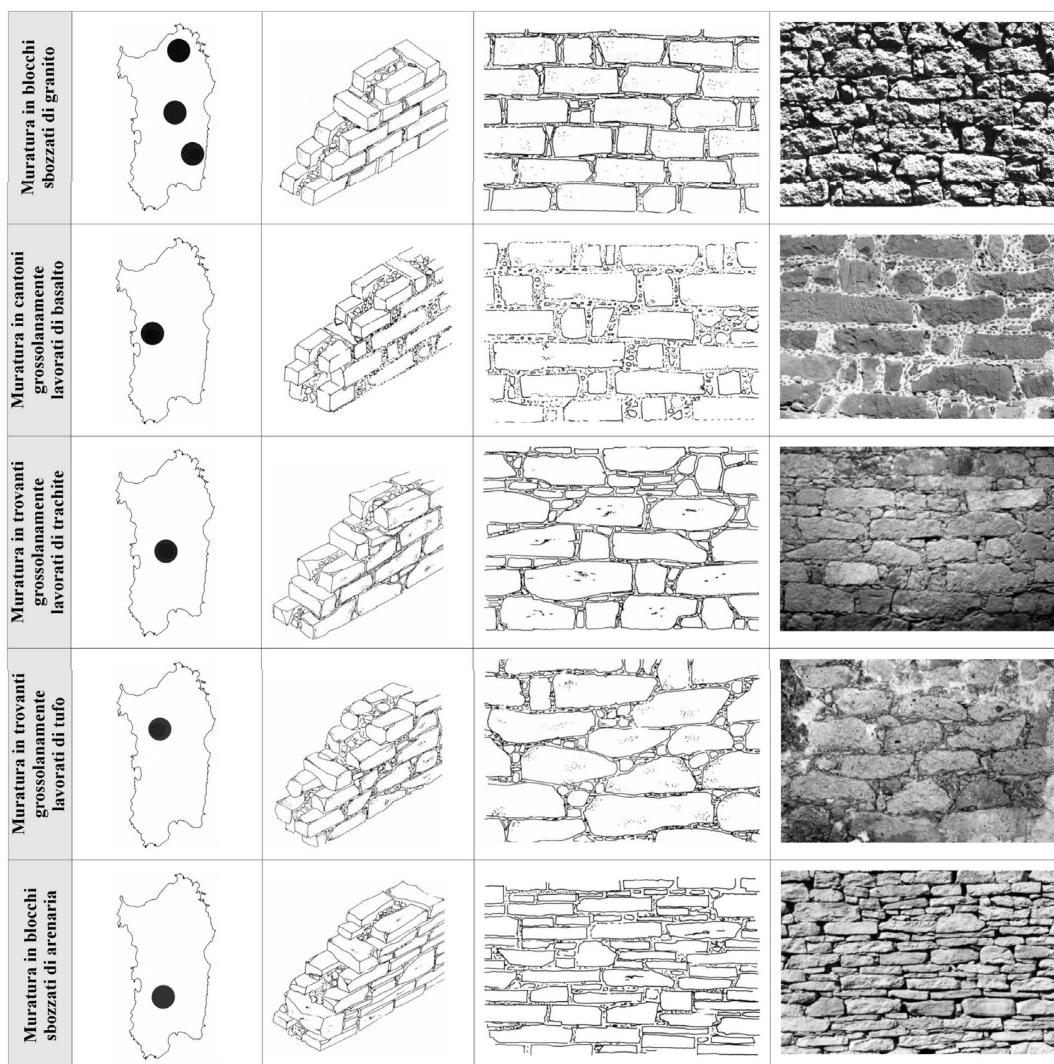 Muratura in blocchi
sbozzati di granito
Muratura in cantoni
grossolanamente
lavorati di basalto
Muratura in trovanti
grossolanamente
lavorati di trachite
Muratura in trovanti
grossolanamente
lavorati di tufo
Muratura in blocchi
sbozzati di arenaria